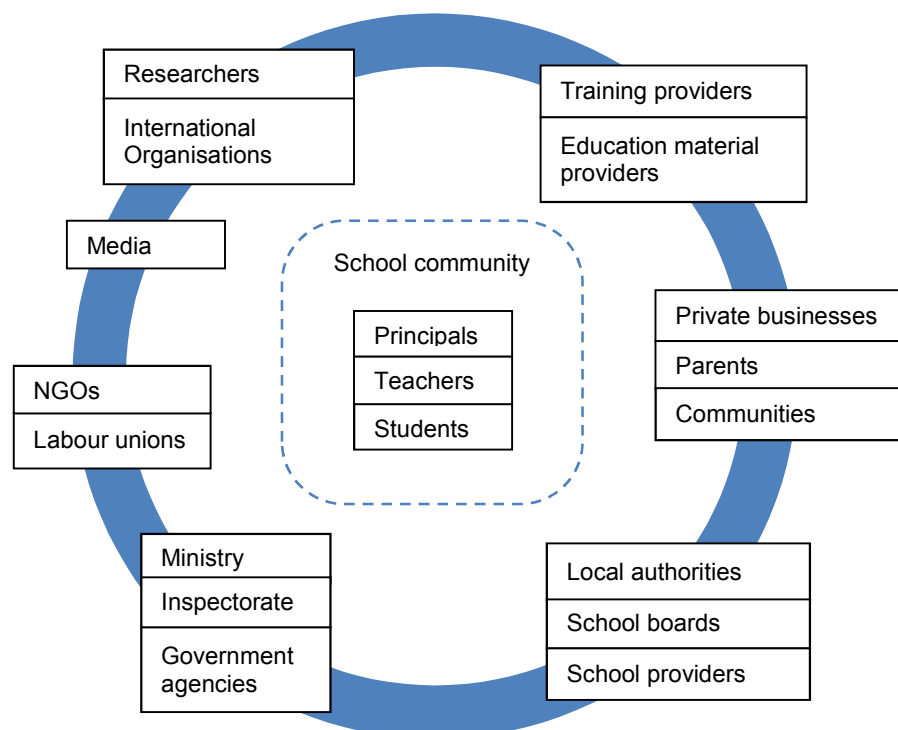 Researchers
International
Organisations
Training providers
Education material
providers
Media
School community
Principals
Teachers
Students
Private businesses
Parents
Communities
NGOs
Labour unions
Ministry
Inspectorate
Government
agencies
Local authorities
School boards
School providers